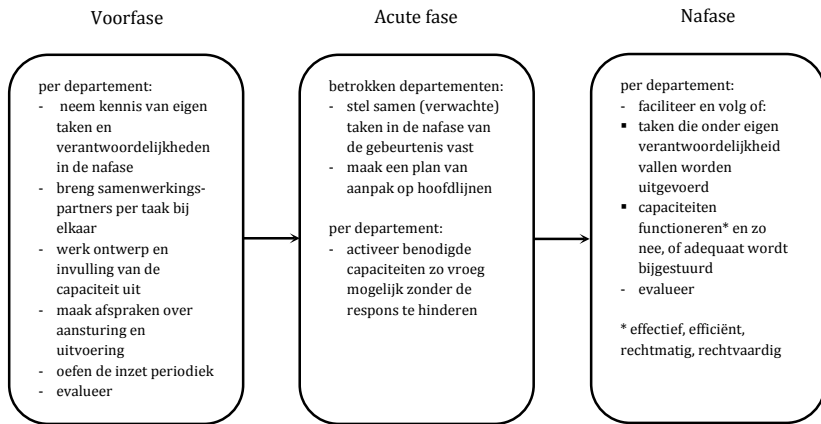 Voorfase
per departement:
- neem kennis van eigen
taken en
verantwoordelijkheden
in de nafase
- breng samenwerkings-
partners per taak bij
elkaar
- werk ontwerp en
invulling van de
capaciteit uit
- maak afspraken over
aansturing en
uitvoering
- oefen de inzet periodiek
- evalueer
Acute fase
betrokken departementen:
- stel samen (verwachte)
taken in de nafase van
de gebeurtenis vast
- maak een plan van
aanpak op hoofdlijnen
per departement:
- activeer benodigde
capaciteiten zo vroeg
mogelijk zonder de
respons te hinderen
Nafase
per departement:
- faciliteer en volg of:
▪ taken die onder eigen
verantwoordelijkheid
vallen worden
uitgevoerd
▪ capaciteiten
functioneren* en zo
nee, of adequaat wordt
bijgestuurd
- evalueer
* effectief, efficiënt,
rechtmatig, rechtvaardig